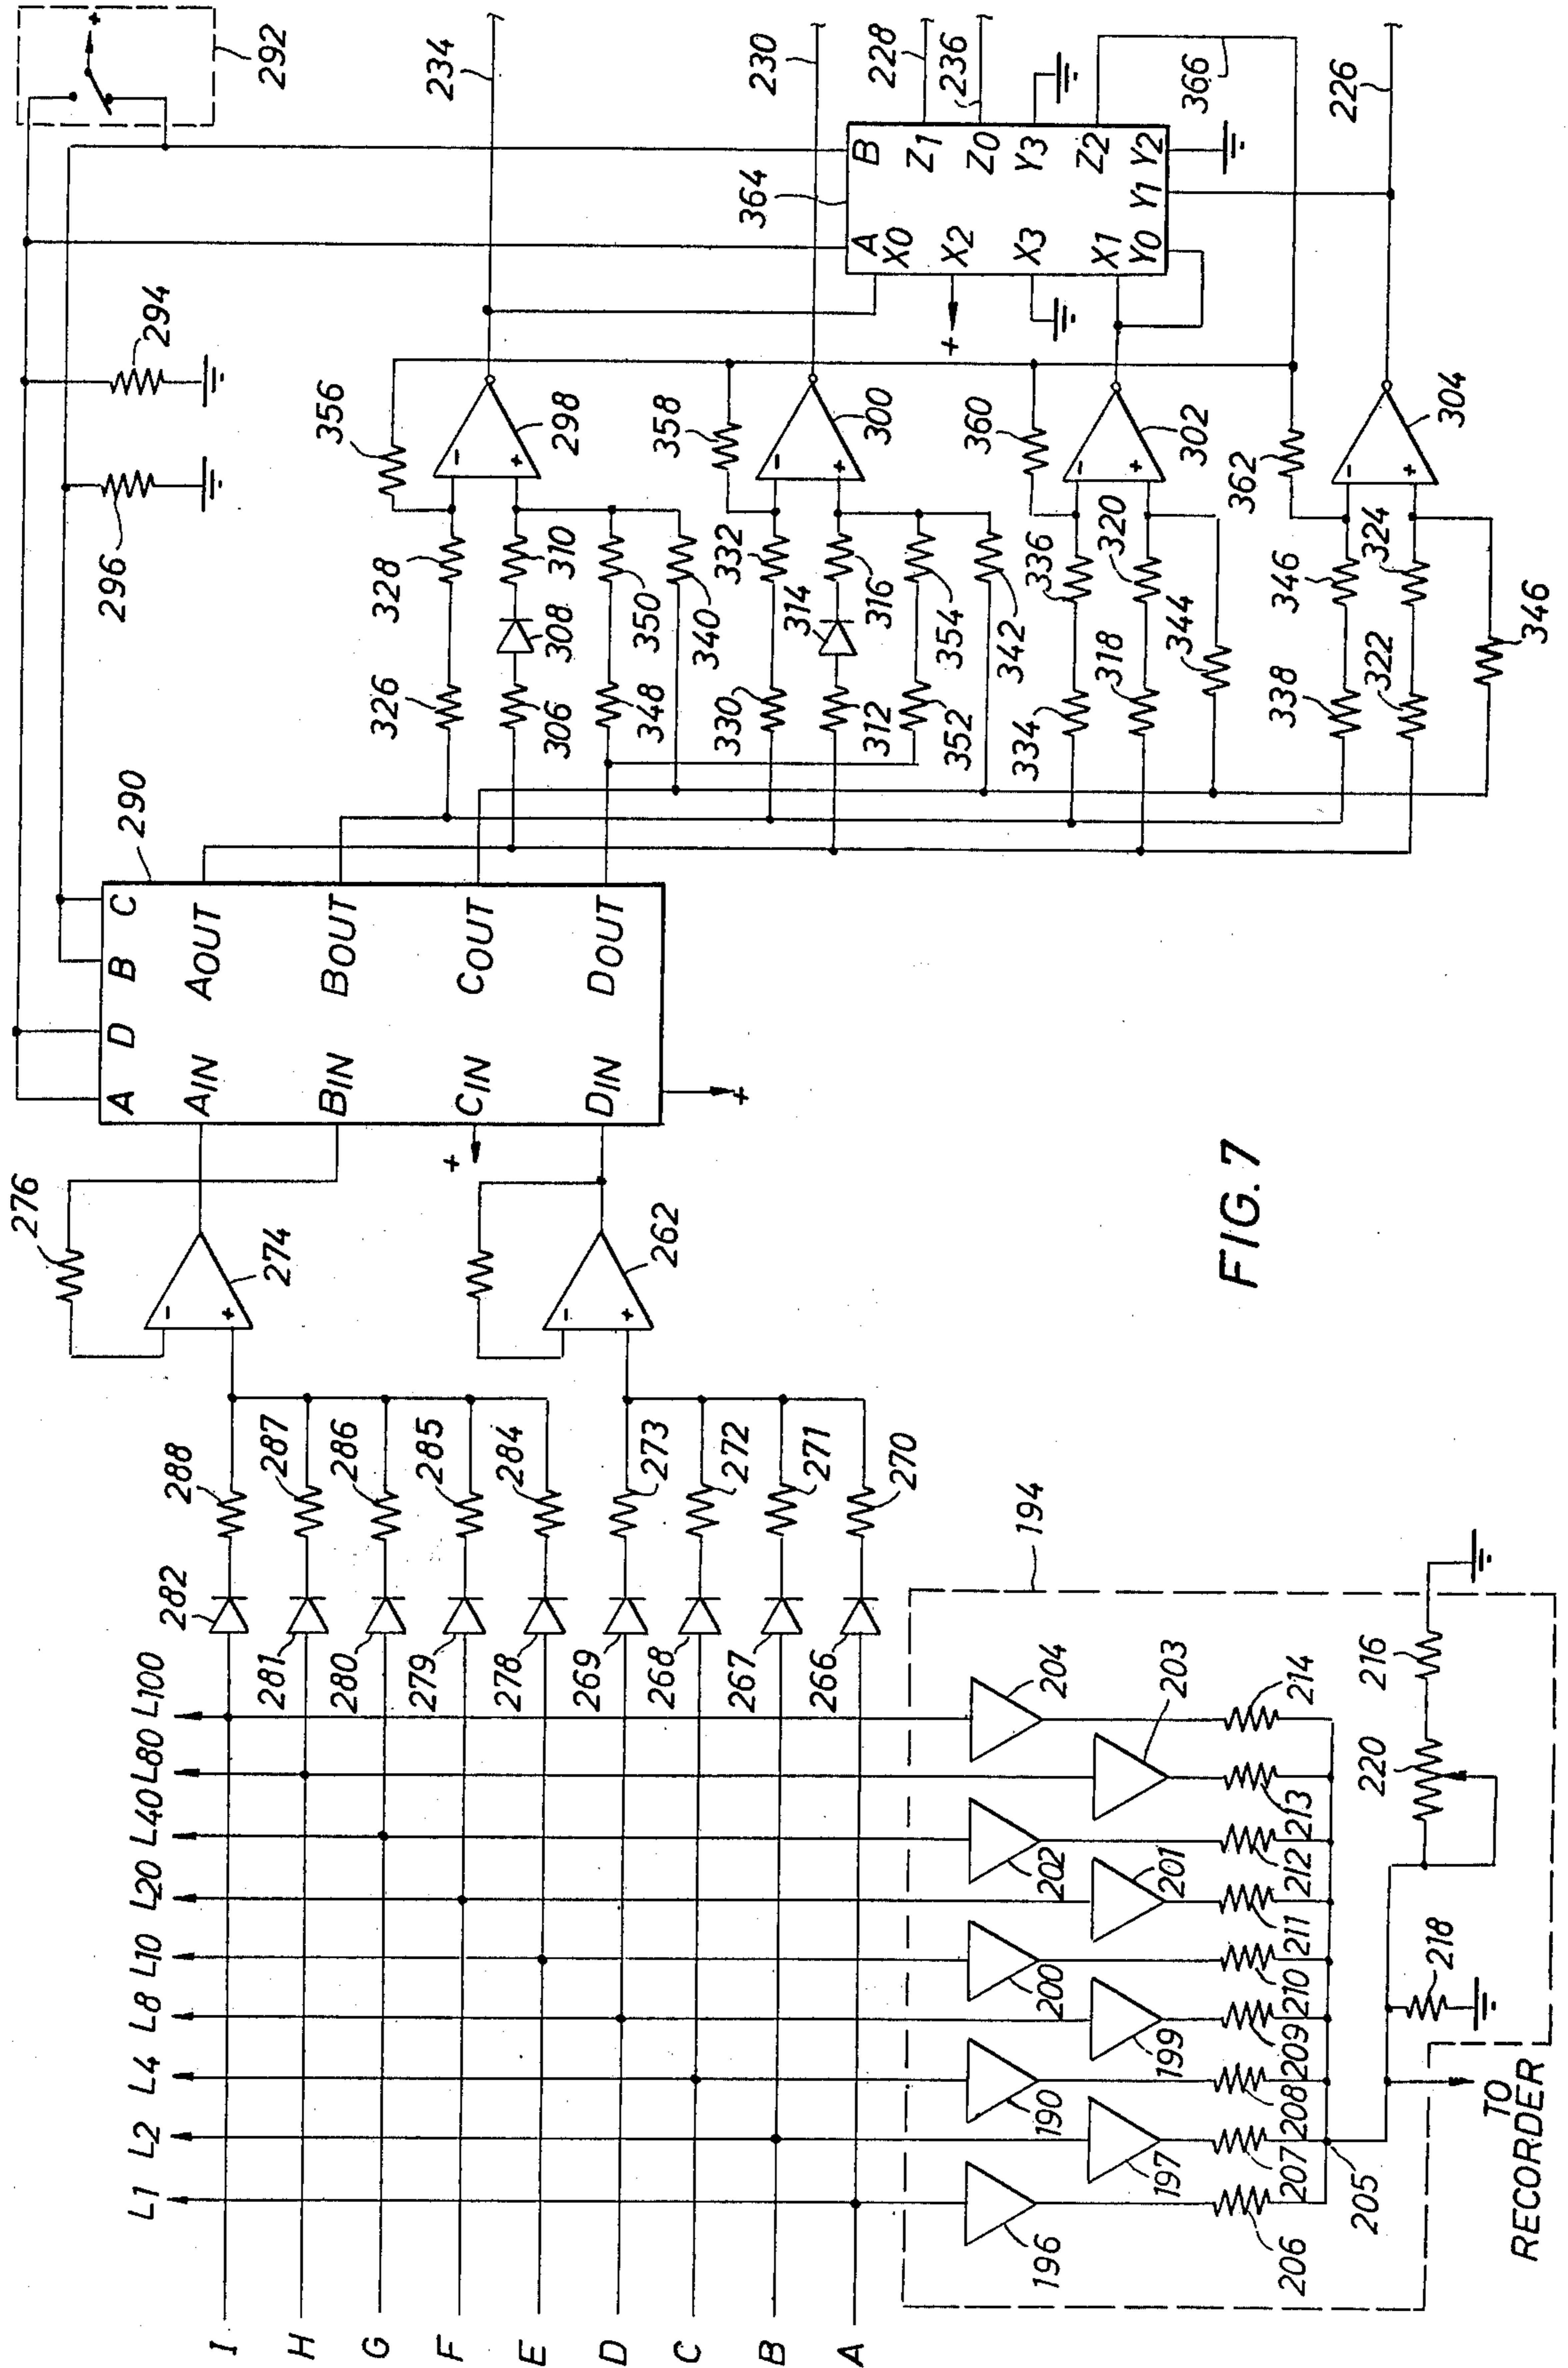 L1 L2 L4 L8 L10 L20 L40 L80 L100
I
H
G
F
E
D
C
B
A
282
281
280
279
278
269
268
267
266
288
287
286
285
284
273
272
271
270
276
-
+
274
-
+
262
A D B C
AIN AOUT
BIN BOUT
CIN COUT
DIN DOUT
+
+
290
296
294
+
292
326 328 356
306 308 310
348 350
340
-
+
298
234
330 332 358
312 314 316
352 354
342
-
+
300
230
334 336 360
318 320
344
-
+
302
338 346 362
322 324
346
-
+
304
226
364
A B
X0 Z1
X2 Z0
X3 Y3
X1 Z2
Y0 Y1 Y2
+
228
236
366
194
196
197
190
199
200
201
202
203
204
206
207
208
209
210
211
212
213
214
205
218
220
216
TO
RECORDER
FIG. 7